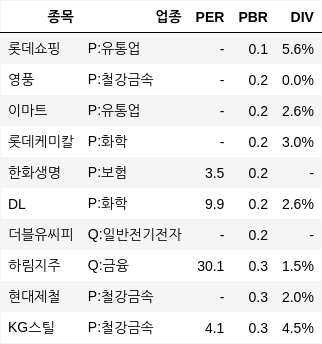 종목 업종 PER PBR DIV
롯데쇼핑 P:유통업 - 0.1 5.6%
영풍 P:철강금속 - 0.2 0.0%
이마트 P:유통업 - 0.2 2.6%
롯데케미칼 P:화학 - 0.2 3.0%
한화생명 P:보험 3.5 0.2 -
DL P:화학 9.9 0.2 2.6%
더블유씨피 Q:일반전기전자 - 0.2 -
하림지주 Q:금융 30.1 0.3 1.5%
현대제철 P:철강금속 - 0.3 2.0%
KG스틸 P:철강금속 4.1 0.3 4.5%